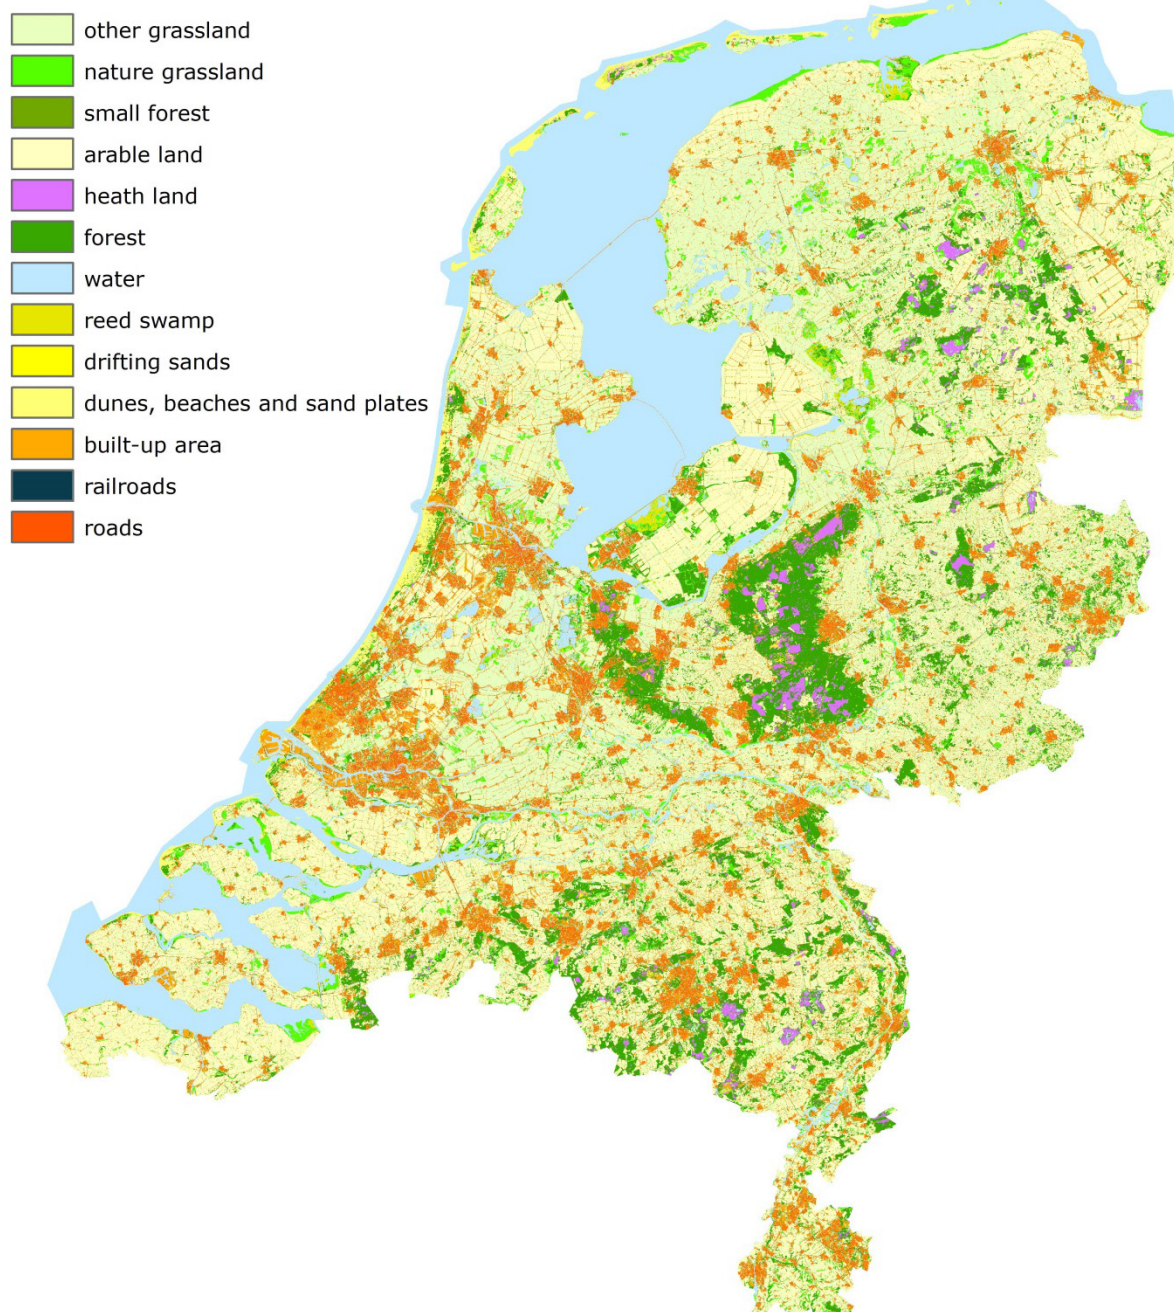 other grassland
nature grassland
small forest
arable land
heath land
forest
water
reed swamp
drifting sands
dunes, beaches and sand plates
built-up area
railroads
roads